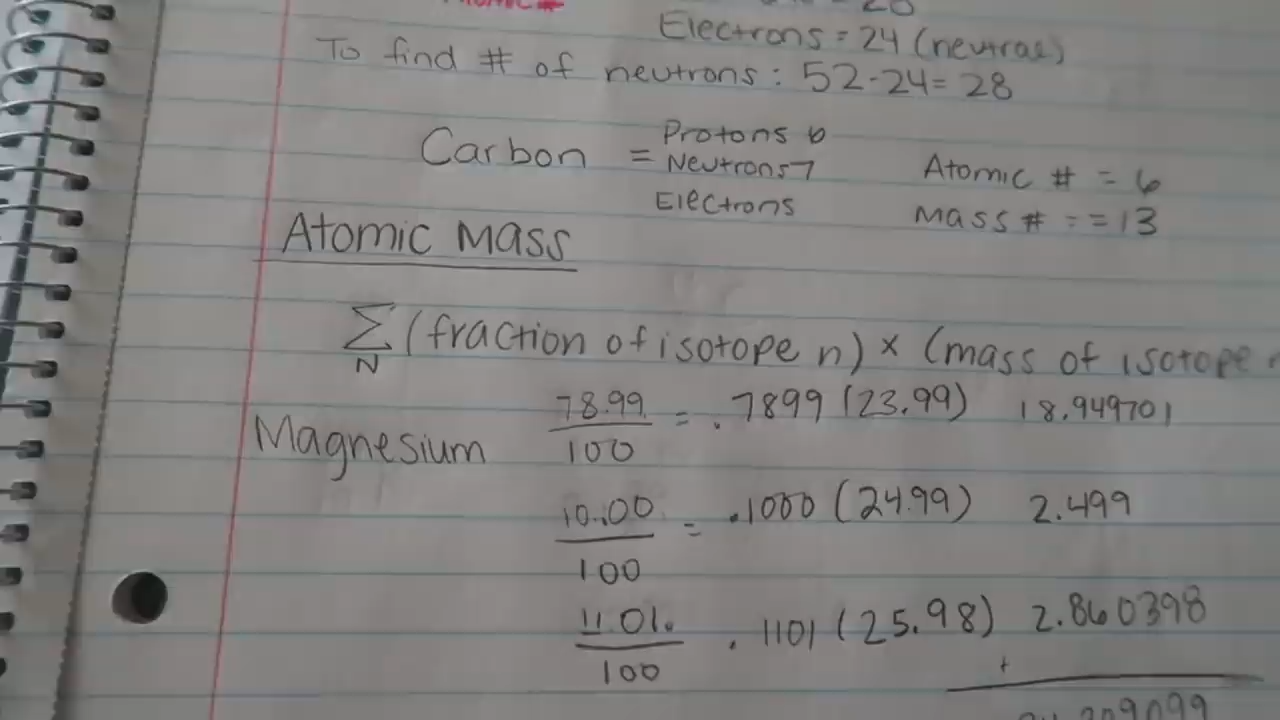 Electrons = 24 (neutral)
To find # of neutrons : 52-24= 28
Carbon = Protons 6
Neutrons 7
Electrons
Atomic # = 6
Mass # : = 13
Atomic Mass
Σ (fraction of isotope n) × (mass of isotope
N
Magnesium
78.99/100 = .7899 (23.99) 18.949701
10.00/100 = .1000 (24.99) 2.499
11.01/100 .1101 (25.98) 2.860398
+